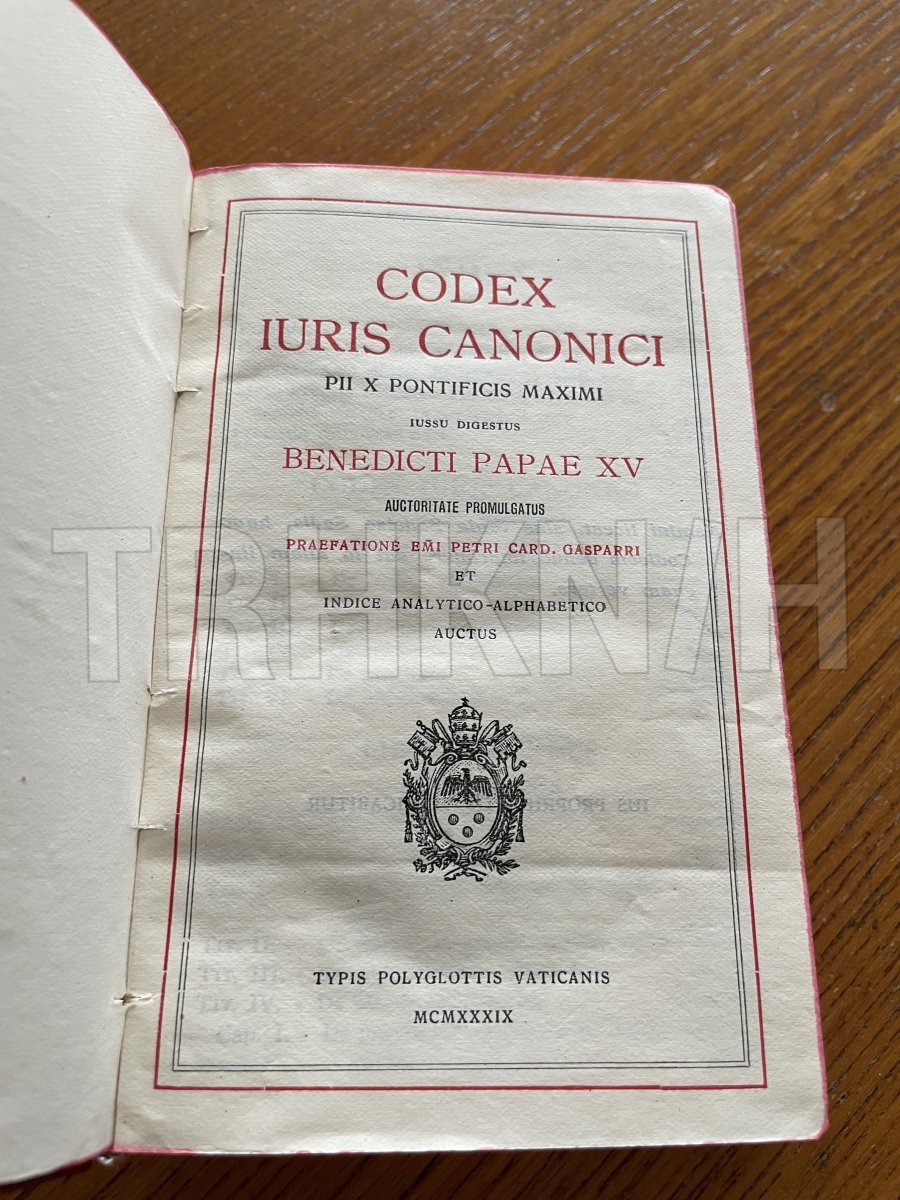 CODEX
IURIS CANONICI
PII X PONTIFICIS MAXIMI
IUSSU DIGESTUS
BENEDICTI PAPAE XV
AUCTORITATE PROMULGATUS
PRAEFATIONE EM̃I PETRI CARD. GASPARRI
ET
INDICE ANALYTICO-ALPHABETICO
AUCTUS
TYPIS POLYGLOTTIS VATICANIS
MCMXXXIX